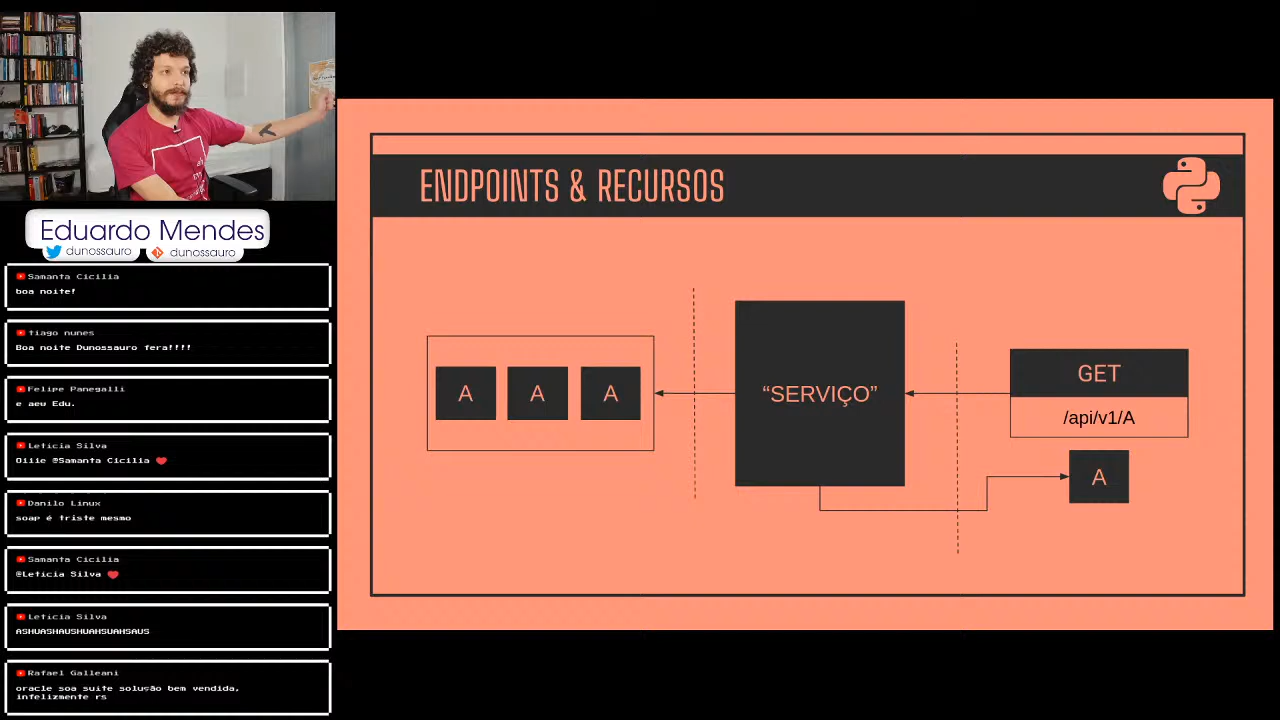 Eduardo Mendes
dunossauro
dunossauro
Samanta Cicilia
boa noite!
tiago nunes
Boa noite Dunossauro fera!!!!
Felipe Panegalli
e aew Edu.
Leticia Silva
Oiiie @Samanta Cicilia ❤
Danilo Linux
soap é triste mesmo
Samanta Cicilia
@Leticia Silva ❤
Leticia Silva
ASHUASHAUSHUAHSUAHSAUS
Rafael Galleani
oracle soa suite solusão bem vendida,
infelizmente rs
ENDPOINTS & RECURSOS
A A A
“SERVIÇO”
GET
/api/v1/A
A